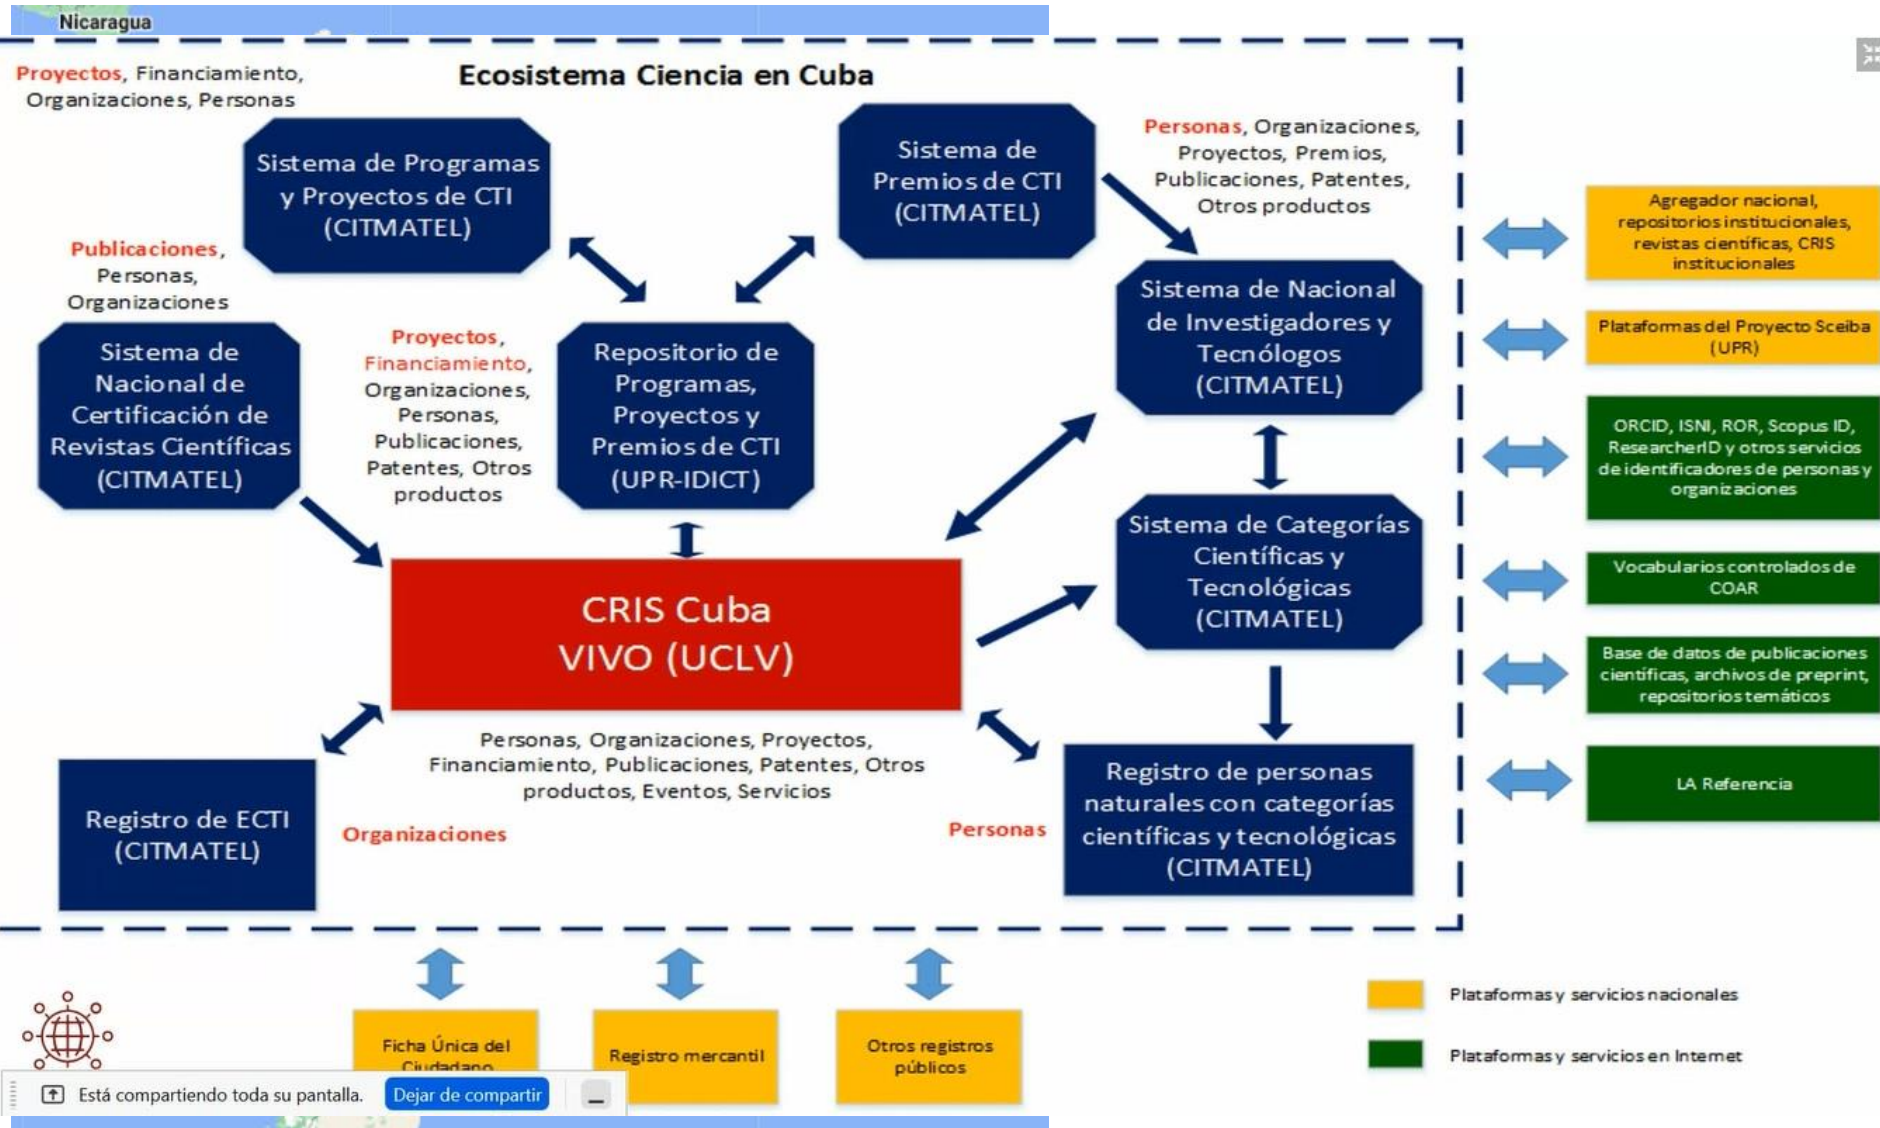 Nicaragua
Ecosistema Ciencia en Cuba
Proyectos, Financiamiento,
Organizaciones, Personas
Sistema de Programas
y Proyectos de CTI
(CITMATEL)
Sistema de
Premios de CTI
(CITMATEL)
Personas, Organizaciones,
Proyectos, Premios,
Publicaciones, Patentes,
Otros productos
Publicaciones,
Personas,
Organizaciones
Sistema de
Nacional de
Certificación de
Revistas Científicas
(CITMATEL)
Proyectos,
Financiamiento,
Organizaciones,
Personas,
Publicaciones,
Patentes, Otros
productos
Repositorio de
Programas,
Proyectos y
Premios de CTI
(UPR-IDICT)
Sistema de Nacional
de Investigadores y
Tecnólogos
(CITMATEL)
Sistema de Categorías
Científicas y
Tecnológicas
(CITMATEL)
CRIS Cuba
VIVO (UCLV)
Personas, Organizaciones, Proyectos,
Financiamiento, Publicaciones, Patentes, Otros
productos, Eventos, Servicios
Registro de ECTI
(CITMATEL)
Organizaciones
Personas
Registro de personas
naturales con categorías
científicas y tecnológicas
(CITMATEL)
Agregador nacional,
repositorios institucionales,
revistas científicas, CRIS
institucionales
Plataformas del Proyecto Sceiba
(UPR)
ORCID, ISNI, ROR, Scopus ID,
ResearcherID y otros servicios
de identificadores de personas y
organizaciones
Vocabularios controlados de
COAR
Base de datos de publicaciones
científicas, archivos de preprint,
repositorios temáticos
LA Referencia
Ficha Única del
Ciudadano
Registro mercantil
Otros registros
públicos
Plataformas y servicios nacionales
Plataformas y servicios en Internet
Está compartiendo toda su pantalla.
Dejar de compartir